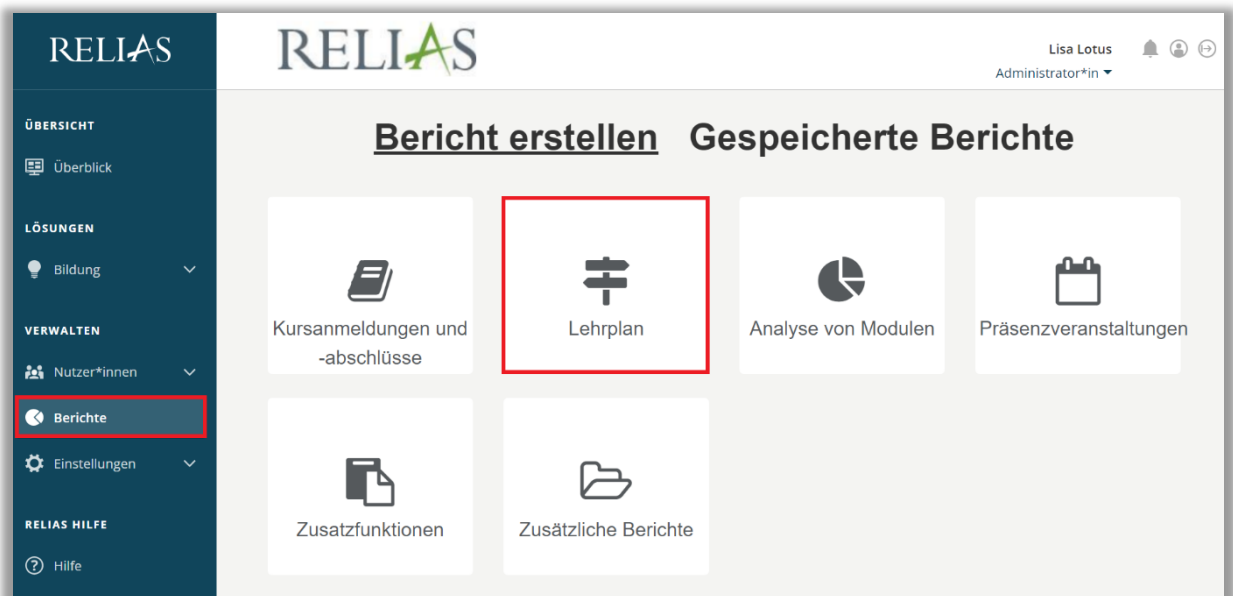 RELIAS
RELIAS
Lisa Lotus
Administrator*in
ÜBERSICHT
Überblick
LÖSUNGEN
Bildung
VERWALTEN
Nutzer*innen
Berichte
Einstellungen
RELIAS HILFE
Hilfe
Bericht erstellen Gespeicherte Berichte
Kursanmeldungen und
-abschlüsse
Lehrplan
Analyse von Modulen
Präsenzveranstaltungen
Zusatzfunktionen
Zusätzliche Berichte